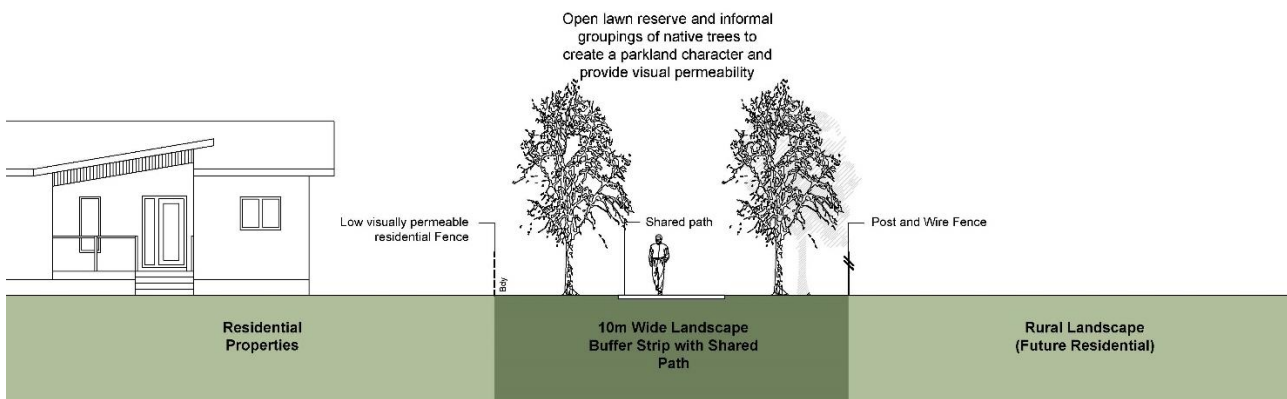 Open lawn reserve and informal
groupings of native trees to
create a parkland character and
provide visual permeability
Low visually permeable
residential Fence
Shared path
Post and Wire Fence
Bdy
Residential
Properties
10m Wide Landscape
Buffer Strip with Shared
Path
Rural Landscape
(Future Residential)